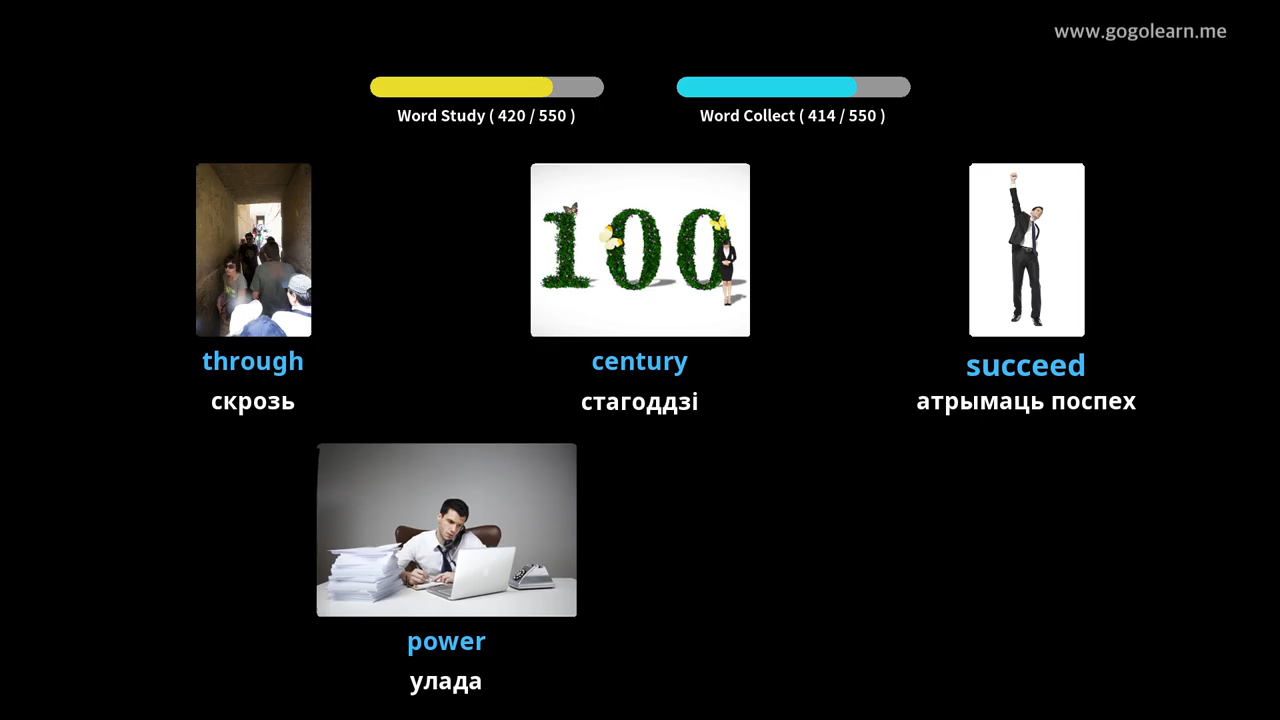 www.gogolearn.me
Word Study ( 420 / 550 )
Word Collect ( 414 / 550 )
through
скрозь
century
стагоддзі
succeed
атрымаць поспех
power
улада